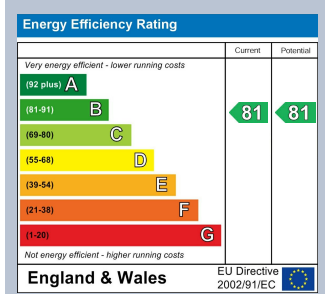 Energy Efficiency Rating
Current Potential
Very energy efficient - lower running costs
(92 plus) A
(81-91) B 81 81
(69-80) C
(55-68) D
(39-54) E
(21-38) F
(1-20) G
Not energy efficient - higher running costs
England & Wales
EU Directive
2002/91/EC